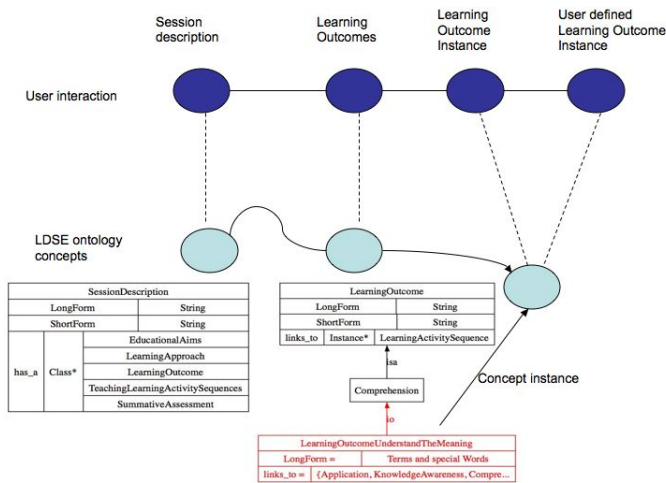 Session
description
Learning
Outcomes
Learning
Outcome
Instance
User defined
Learning Outcome
Instance
User interaction
LDSE ontology
concepts
SessionDescription
LongForm String
ShortForm String
has_a Class*
EducationalAims
LearningApproach
LearningOutcome
TeachingLearningActivitySequences
SummativeAssessment
LearningOutcome
LongForm String
ShortForm String
links_to Instance* LearningActivitySequence
isa
Comprehension
io
Concept instance
LearningOutcomeUnderstandTheMeaning
LongForm = Terms and special Words
links_to = {Application, KnowledgeAwareness, Compre...